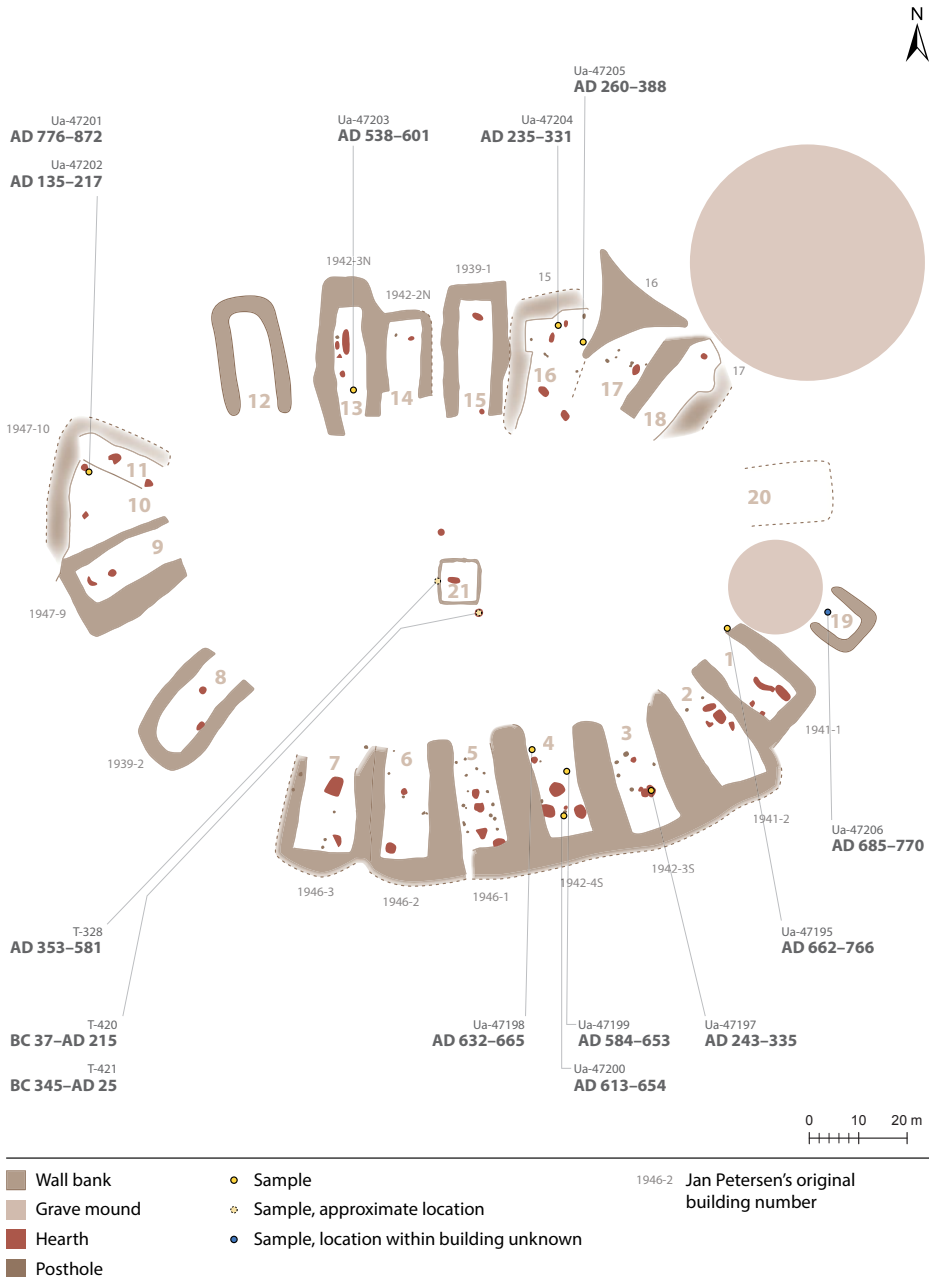 N
Ua-47205
AD 260–388
Ua-47201
AD 776–872
Ua-47203
AD 538–601
Ua-47204
AD 235–331
Ua-47202
AD 135–217
1942-3N
1939-1
15
16
1942-2N
17
12
13
14
15
16
17
18
1947-10
11
10
9
20
1947-9
21
19
8
1
2
1939-2
1941-1
7
6
5
4
3
1941-2
1946-3
1946-2
1946-1
1942-4S
1942-3S
Ua-47206
AD 685–770
T-328
AD 353–581
Ua-47195
AD 662–766
T-420
BC 37–AD 215
Ua-47198
AD 632–665
Ua-47199
AD 584–653
Ua-47197
AD 243–335
T-421
BC 345–AD 25
Ua-47200
AD 613–654
0 10 20 m
Wall bank
Grave mound
Hearth
Posthole
Sample
Sample, approximate location
Sample, location within building unknown
1946-2 Jan Petersen's original
building number